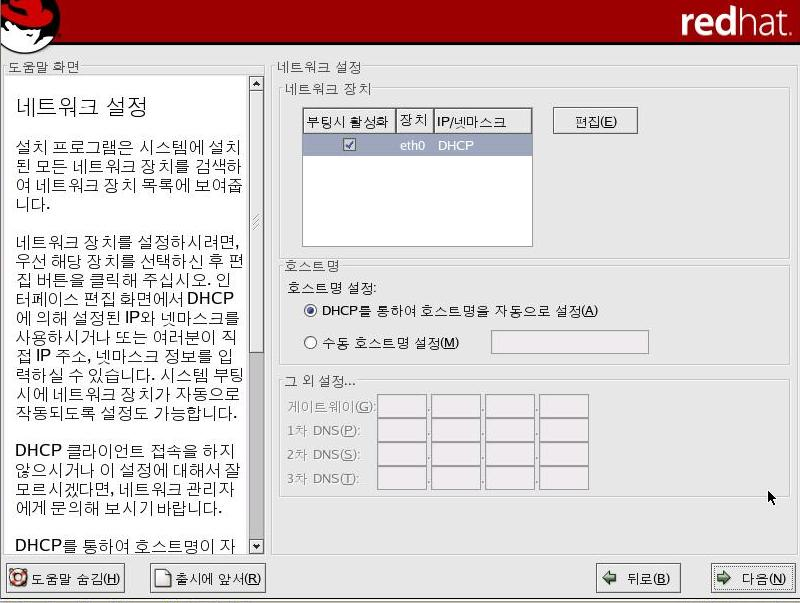 redhat.
도움말 화면
네트워크 설정
설치 프로그램은 시스템에 설치
된 모든 네트워크 장치를 검색하
여 네트워크 장치 목록에 보여줍
니다.
네트워크 장치를 설정하시려면,
우선 해당 장치를 선택하신 후 편
집 버튼을 클릭해 주십시오. 인
터페이스 편집 화면에서 DHCP
에 의해 설정된 IP와 넷마스크를
사용하시거나 또는 여러분이 직
접 IP 주소, 넷마스크 정보를 입
력하실 수 있습니다. 시스템 부팅
시에 네트워크 장치가 자동으로
작동되도록 설정도 가능합니다.
DHCP 클라이언트 접속을 하지
않으시거나 이 설정에 대해서 잘
모르시겠다면, 네트워크 관리자
에게 문의해 보시기 바랍니다.
DHCP를 통하여 호스트명이 자
네트워크 설정
네트워크 장치
부팅시 활성화 장치 IP/넷마스크
eth0 DHCP
편집(E)
호스트명
호스트명 설정:
DHCP를 통하여 호스트명을 자동으로 설정(A)
수동 호스트명 설정(M)
그 외 설정...
게이트웨이(G):
1차 DNS(P):
2차 DNS(S):
3차 DNS(T):
도움말 숨김(H)
출시에 앞서(R)
뒤로(B)
다음(N)